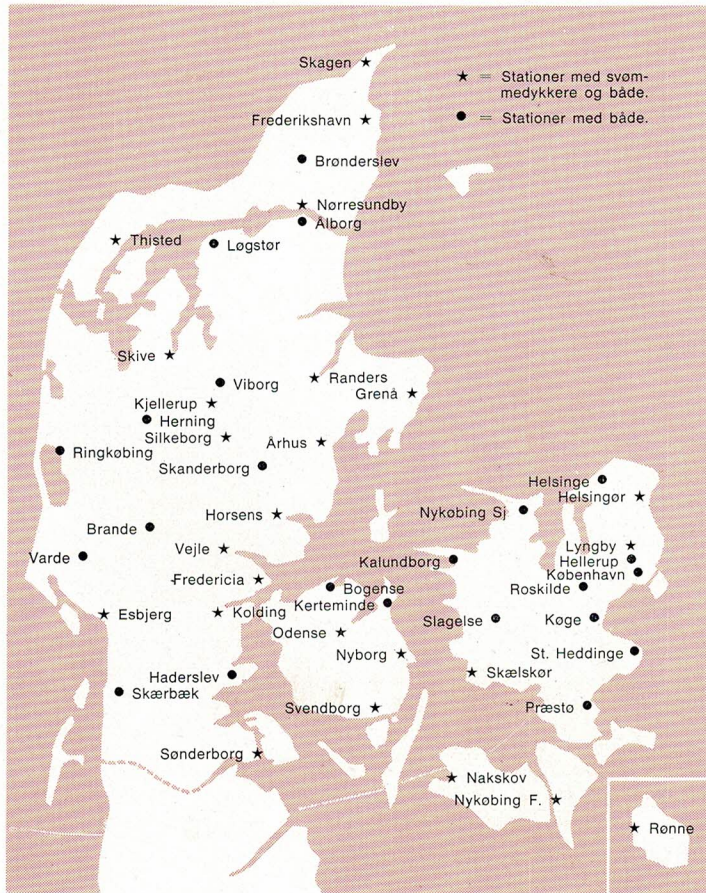 Skagen
★ = Stationer med svøm-
medykkere og både.
● = Stationer med både.
Frederikshavn
Brønderslev
Nørresundby
Ålborg
Thisted
Løgstør
Skive
Viborg
Randers
Grenå
Kjellerup
Herning
Silkeborg
Århus
Ringkøbing
Skanderborg
Helsinge
Helsingør
Nykøbing Sj
Horsens
Brande
Lyngby
Vejle
Varde
Kalundborg
Hellerup
København
Fredericia
Bogense
Roskilde
Kerteminde
Esbjerg
Kolding
Slagelse
Køge
Odense
Nyborg
St. Heddinge
Haderslev
Skælskør
Skærbæk
Svendborg
Præstø
Sønderborg
Nakskov
Nykøbing F.
Rønne